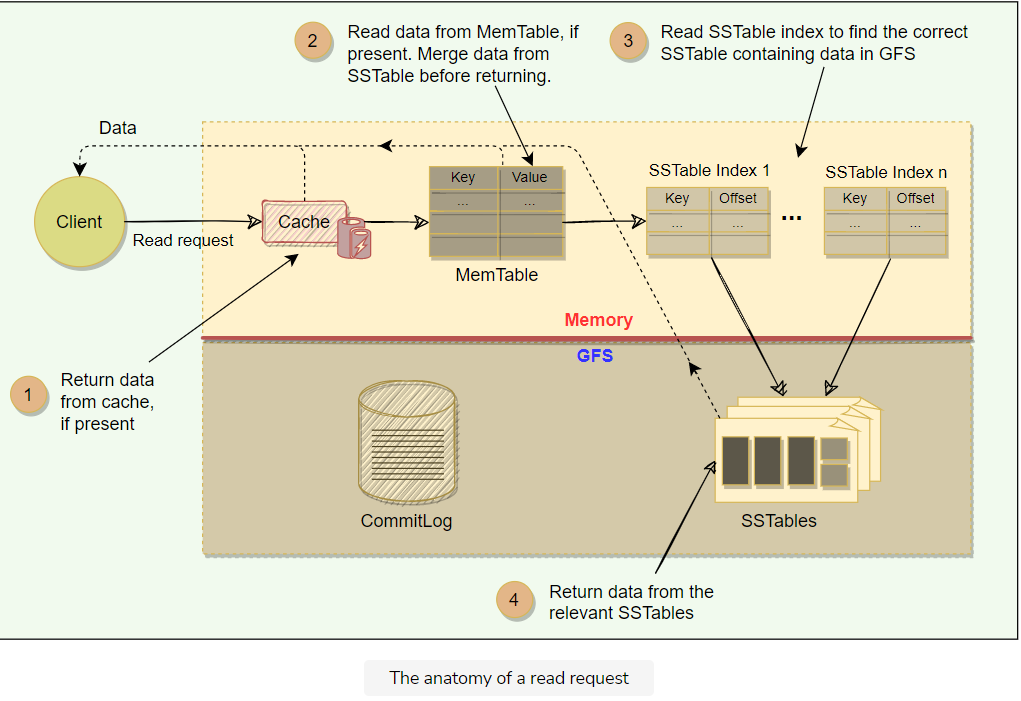 2
Read data from MemTable, if
present. Merge data from
SSTable before returning.
3
Read SSTable index to find the correct
SSTable containing data in GFS
Data
Client
Read request
Cache
Key Value
... ...
MemTable
SSTable Index 1
Key Offset
... ...
...
SSTable Index n
Key Offset
... ...
Memory
GFS
1
Return data
from cache,
if present
CommitLog
SSTables
4
Return data from the
relevant SSTables
The anatomy of a read request